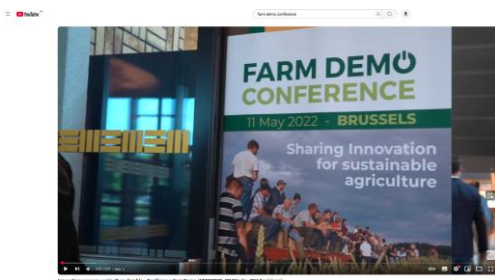 YouTube
farm demo conference
FARM DEMO
CONFERENCE
11 May 2022 - BRUSSELS
Sharing Innovation
for sustainable
agriculture